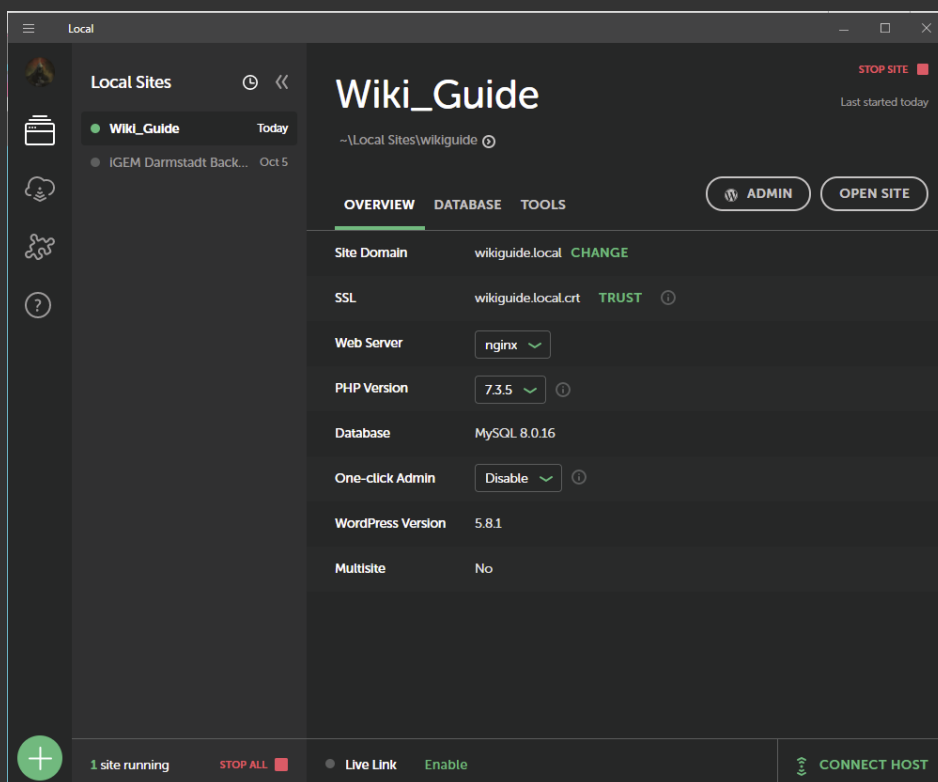 Local
Local Sites
Wiki_Guide Today
iGEM Darmstadt Back... Oct 5
Wiki_Guide
STOP SITE
Last started today
~\Local Sites\wikiguide
ADMIN
OPEN SITE
OVERVIEW DATABASE TOOLS
Site Domain wikiguide.local CHANGE
SSL wikiguide.local.crt TRUST
Web Server nginx
PHP Version 7.3.5
Database MySQL 8.0.16
One-click Admin Disable
WordPress Version 5.8.1
Multisite No
1 site running STOP ALL
Live Link Enable
CONNECT HOST